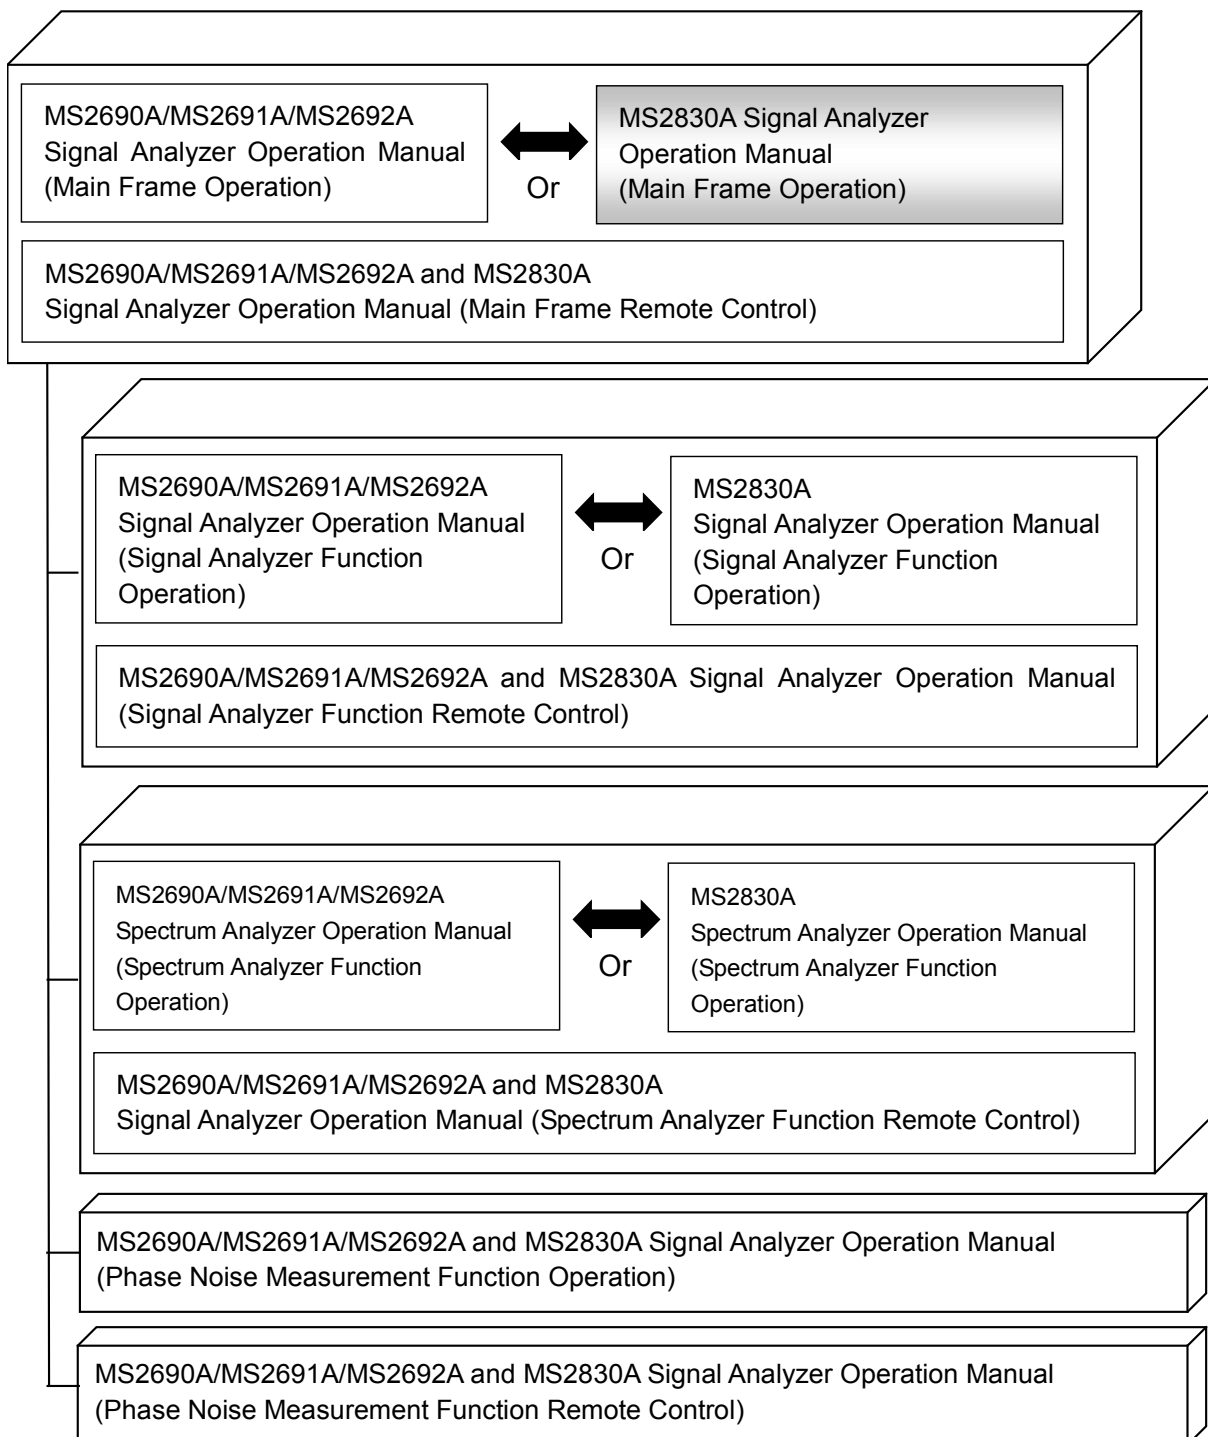 MS2690A/MS2691A/MS2692A
Signal Analyzer Operation Manual
(Main Frame Operation)
Or
MS2830A Signal Analyzer
Operation Manual
(Main Frame Operation)
MS2690A/MS2691A/MS2692A and MS2830A
Signal Analyzer Operation Manual (Main Frame Remote Control)
MS2690A/MS2691A/MS2692A
Signal Analyzer Operation Manual
(Signal Analyzer Function
Operation)
Or
MS2830A
Signal Analyzer Operation Manual
(Signal Analyzer Function
Operation)
MS2690A/MS2691A/MS2692A and MS2830A Signal Analyzer Operation Manual
(Signal Analyzer Function Remote Control)
MS2690A/MS2691A/MS2692A
Spectrum Analyzer Operation Manual
(Spectrum Analyzer Function
Operation)
Or
MS2830A
Spectrum Analyzer Operation Manual
(Spectrum Analyzer Function
Operation)
MS2690A/MS2691A/MS2692A and MS2830A
Signal Analyzer Operation Manual (Spectrum Analyzer Function Remote Control)
MS2690A/MS2691A/MS2692A and MS2830A Signal Analyzer Operation Manual
(Phase Noise Measurement Function Operation)
MS2690A/MS2691A/MS2692A and MS2830A Signal Analyzer Operation Manual
(Phase Noise Measurement Function Remote Control)